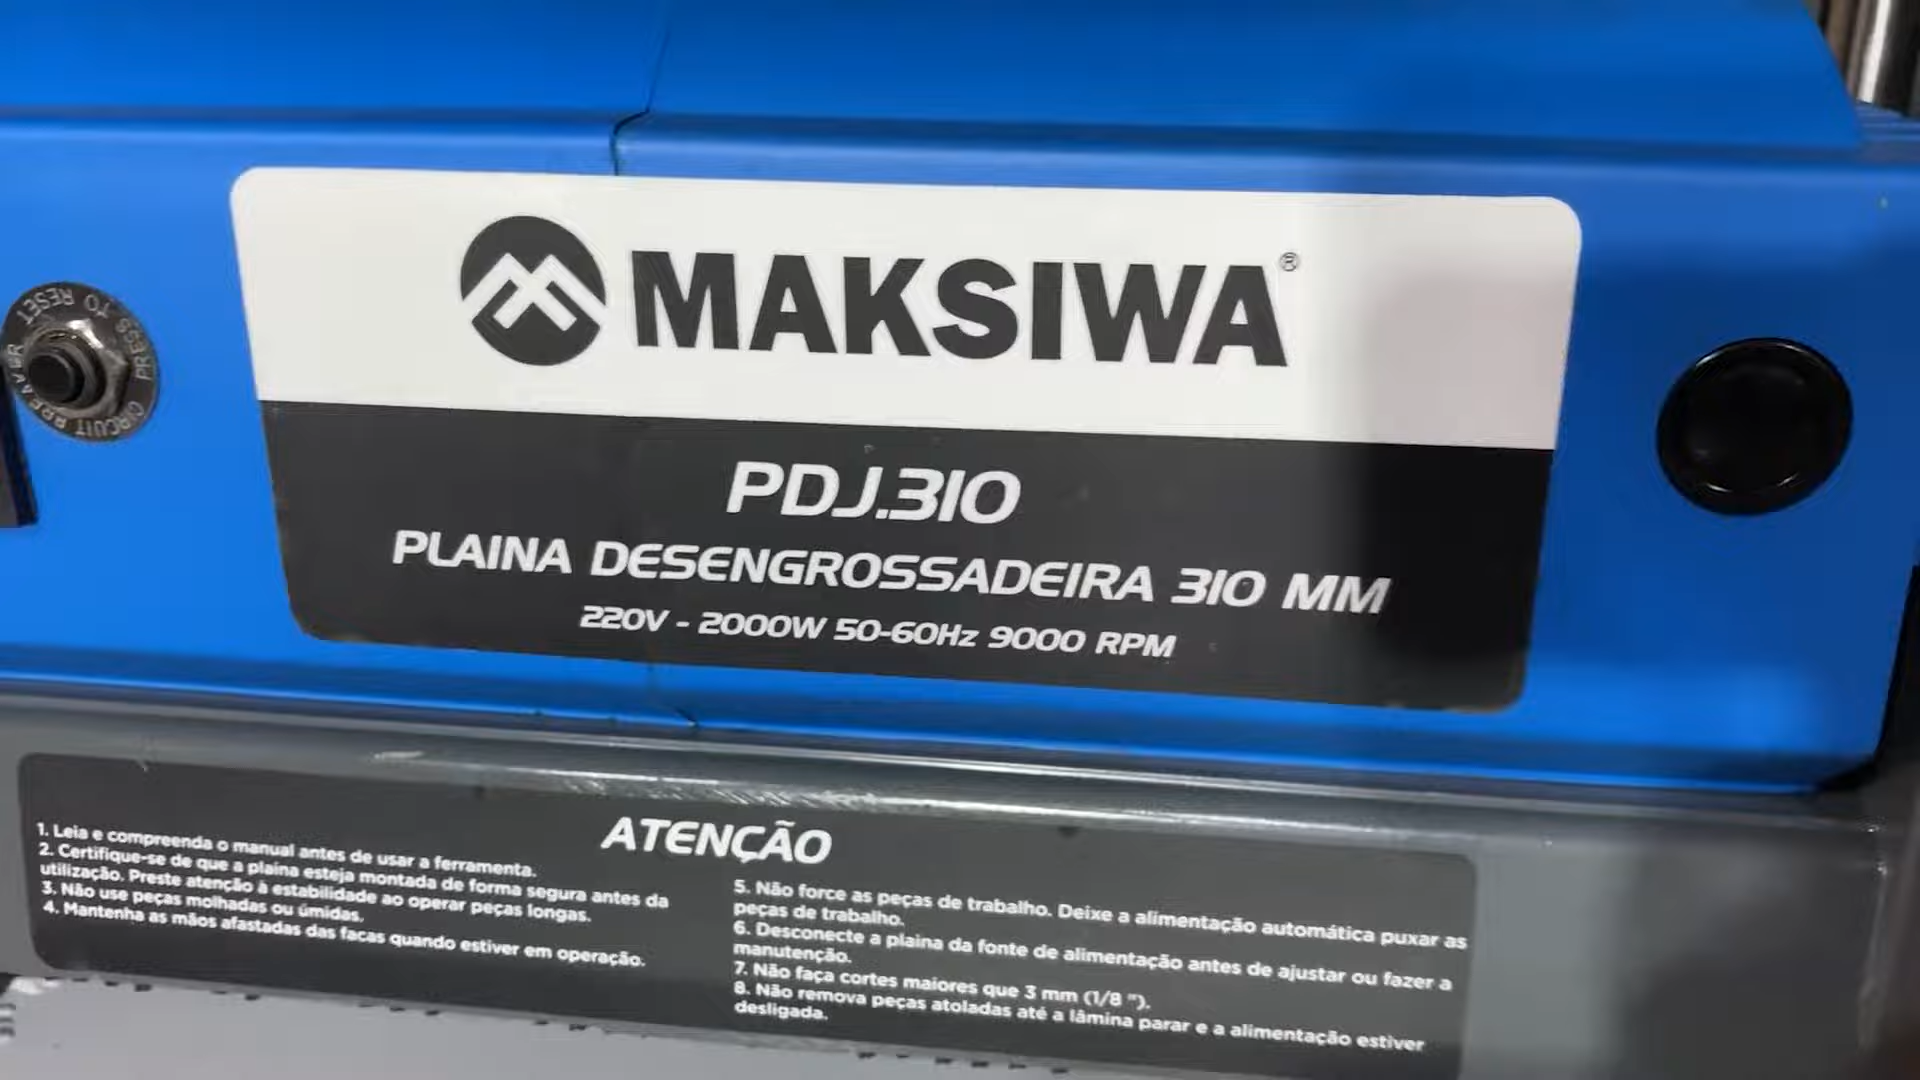 PRESS TO RESET
CIRCUIT BREAKER
MAKSIWA®
PDJ.310
PLAINA DESENGROSSADEIRA 310 MM
220V - 2000W 50-60Hz 9000 RPM
ATENÇÃO
1. Leia e compreenda o manual antes de usar a ferramenta.
2. Certifique-se de que a plaina esteja montada de forma segura antes da
utilização. Preste atenção à estabilidade ao operar peças longas.
3. Não use peças molhadas ou úmidas.
4. Mantenha as mãos afastadas das facas quando estiver em operação.
5. Não force as peças de trabalho. Deixe a alimentação automática puxar as
peças de trabalho.
6. Desconecte a plaina da fonte de alimentação antes de ajustar ou fazer a
manutenção.
7. Não faça cortes maiores que 3 mm (1/8 ").
8. Não remova peças atoladas até a lâmina parar e a alimentação estiver
desligada.